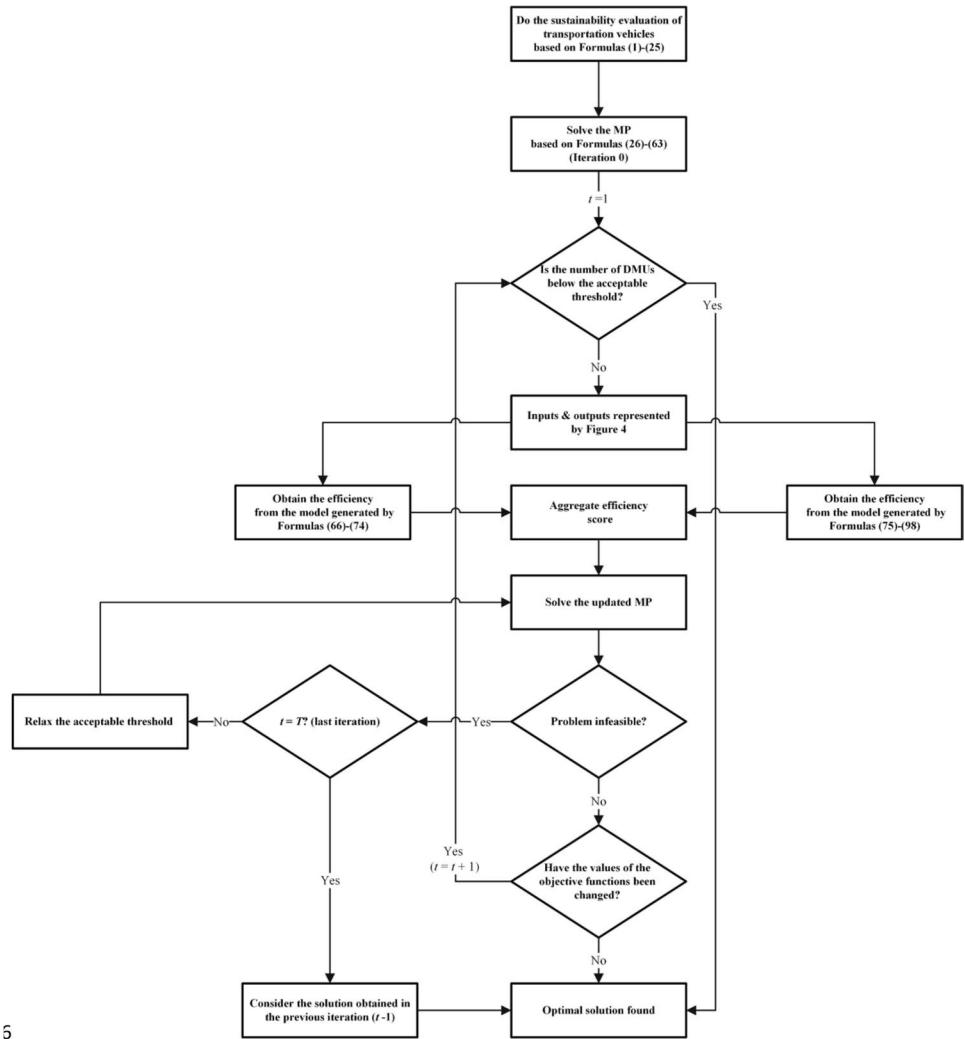 Do the sustainability evaluation of
transportation vehicles
based on Formulas (1)-(25)
Solve the MP
based on Formulas (26)-(63)
(Iteration 0)
t =1
Is the number of DMUs
below the acceptable
threshold?
Yes
No
Inputs & outputs represented
by Figure 4
Obtain the efficiency
from the model generated by
Formulas (66)-(74)
Aggregate efficiency
score
Obtain the efficiency
from the model generated by
Formulas (75)-(98)
Solve the updated MP
Relax the acceptable threshold
No
t = T? (last iteration)
Yes
Problem infeasible?
No
Yes
(t = t + 1)
Have the values of the
objective functions been
changed?
Yes
No
Consider the solution obtained in
the previous iteration (t -1)
Optimal solution found
6